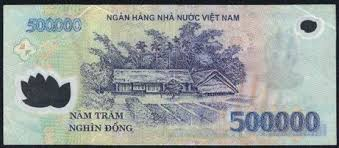 NGÂN HÀNG NHÀ NƯỚC VIỆT NAM
500000
NĂM TRĂM
NGHÌN ĐỒNG
500000